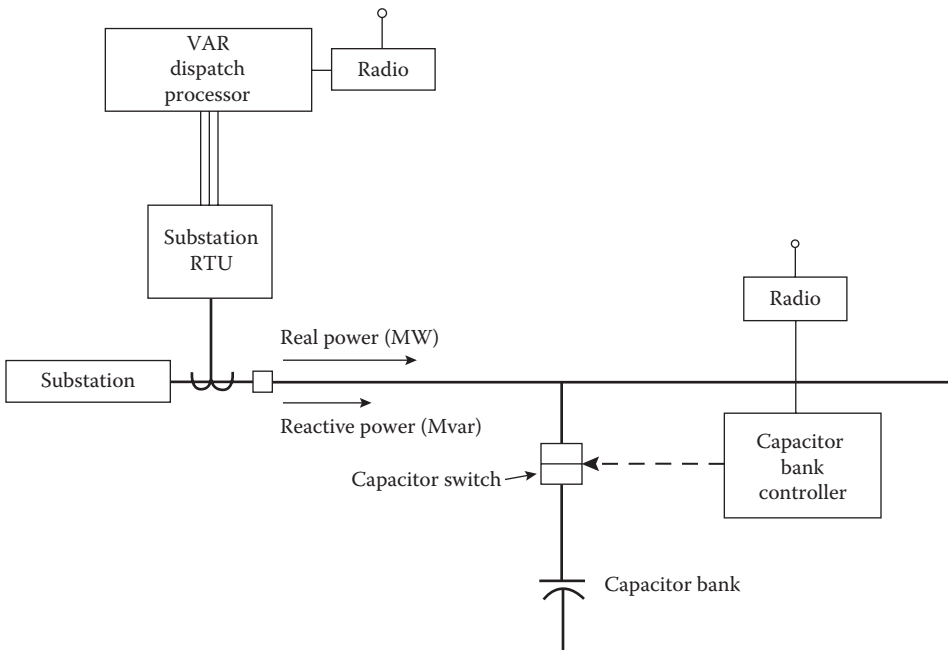 VAR
dispatch
processor
Radio
Substation
RTU
Radio
Real power (MW)
Substation
Reactive power (Mvar)
Capacitor switch
Capacitor
bank
controller
Capacitor bank